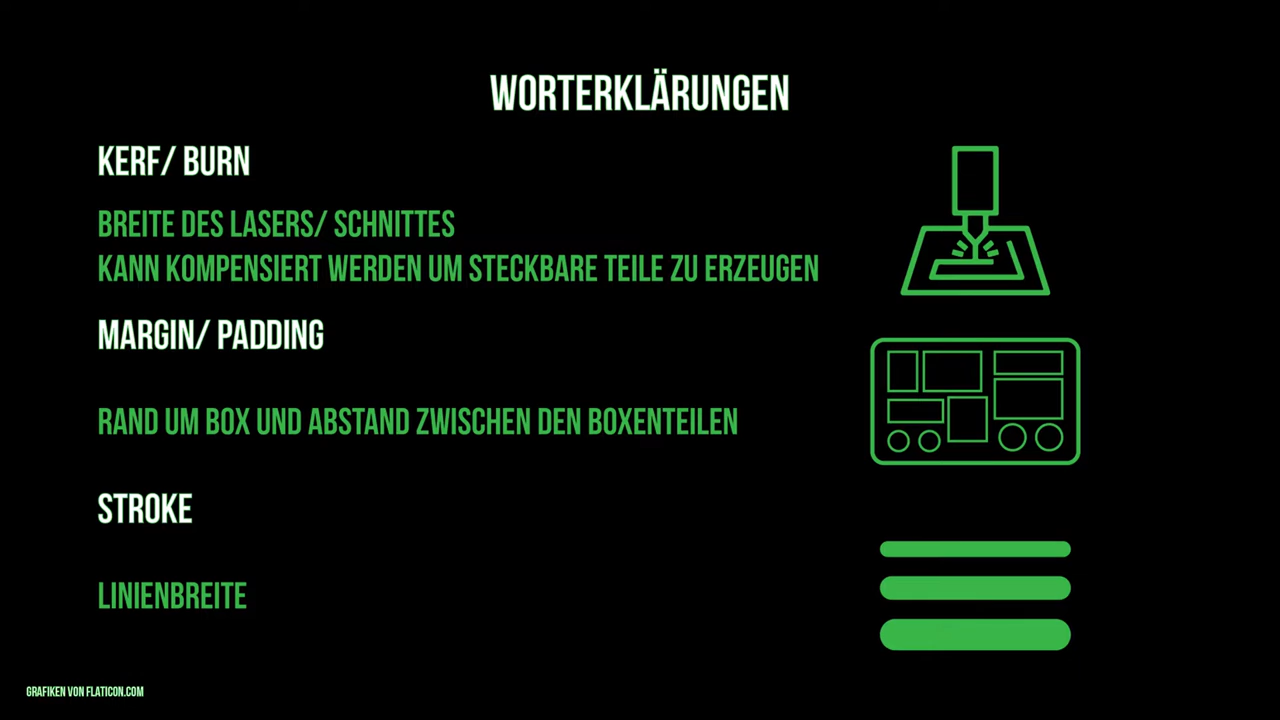 WORTERKLÄRUNGEN
KERF/ BURN
BREITE DES LASERS/ SCHNITTES
KANN KOMPENSIERT WERDEN UM STECKBARE TEILE ZU ERZEUGEN
MARGIN/ PADDING
RAND UM BOX UND ABSTAND ZWISCHEN DEN BOXENTEILEN
STROKE
LINIENBREITE
GRAFIKEN VON FLATICON.COM